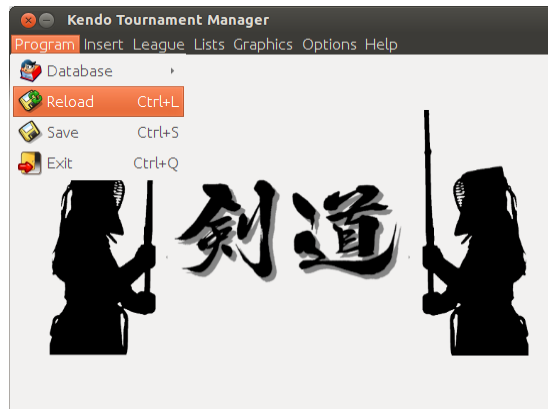 Kendo Tournament Manager
Program Insert League Lists Graphics Options Help
Database
Reload Ctrl+L
Save Ctrl+S
Exit Ctrl+Q
剣道